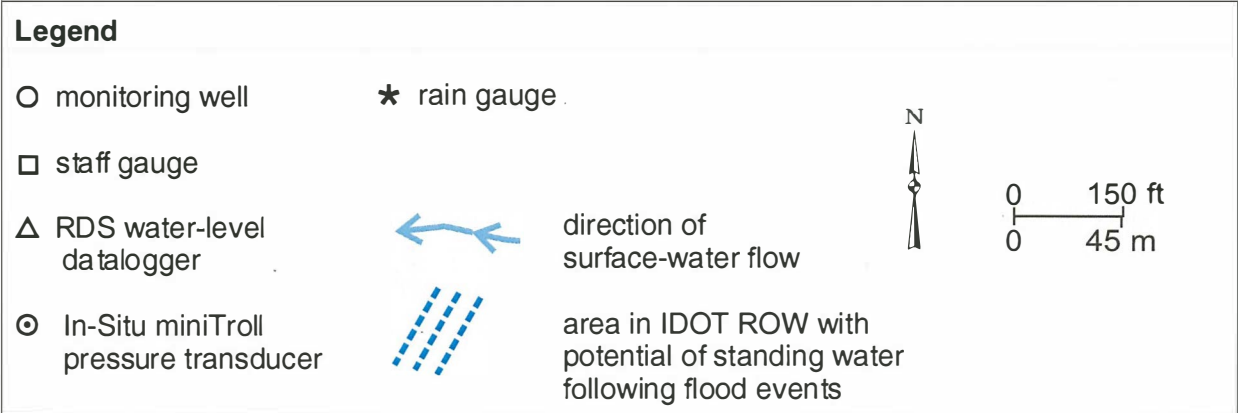 Legend
monitoring well
rain gauge
staff gauge
RDS water-level
datalogger
In-Situ miniTroll
pressure transducer
direction of
surface-water flow
area in IDOT ROW with
potential of standing water
following flood events
N
0 150 ft
0 45 m